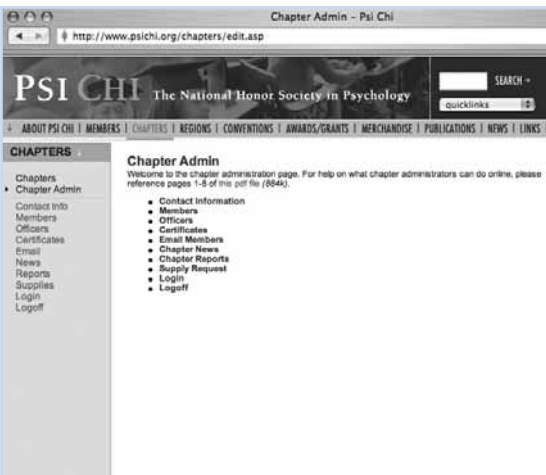 Chapter Admin – Psi Chi
http://www.psichi.org/chapters/edit.asp
PSI CHI The National Honor Society in Psychology
SEARCH
quicklinks
ABOUT PSI CHI | MEMBERS | CHAPTERS | REGIONS | CONVENTIONS | AWARDS/GRANTS | MERCHANDISE | PUBLICATIONS | NEWS | LINKS
CHAPTERS
Chapters
Chapter Admin
Contact Info
Members
Officers
Certificates
Email
News
Reports
Supplies
Login
Logoff
Chapter Admin
Welcome to the chapter administration page. For help on what chapter administrators can do online, please
reference pages 1-8 of this pdf file (884k).
Contact Information
Members
Officers
Certificates
Email Members
Chapter News
Chapter Reports
Supply Request
Login
Logoff